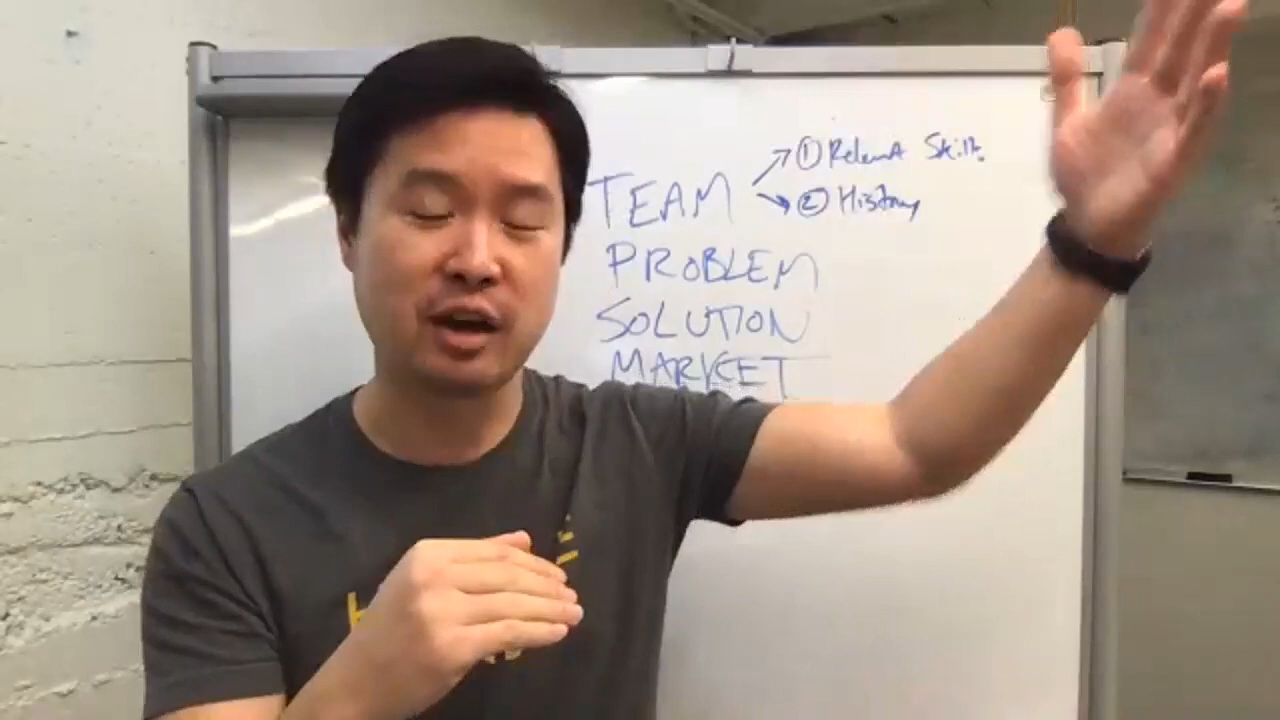 TEAM
① Relevant Skills
② History
PROBLEM
SOLUTION
MARKET